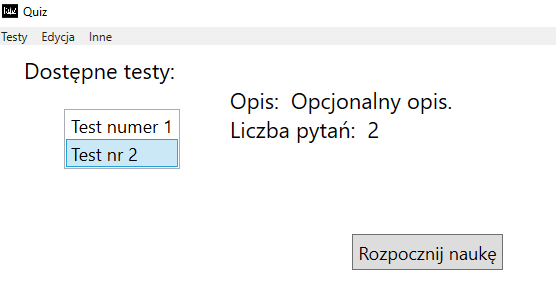 Quiz
Testy Edycja Inne
Dostępne testy:
Opis: Opcjonalny opis.
Liczba pytań: 2
Test numer 1
Test nr 2
Rozpocznij naukę